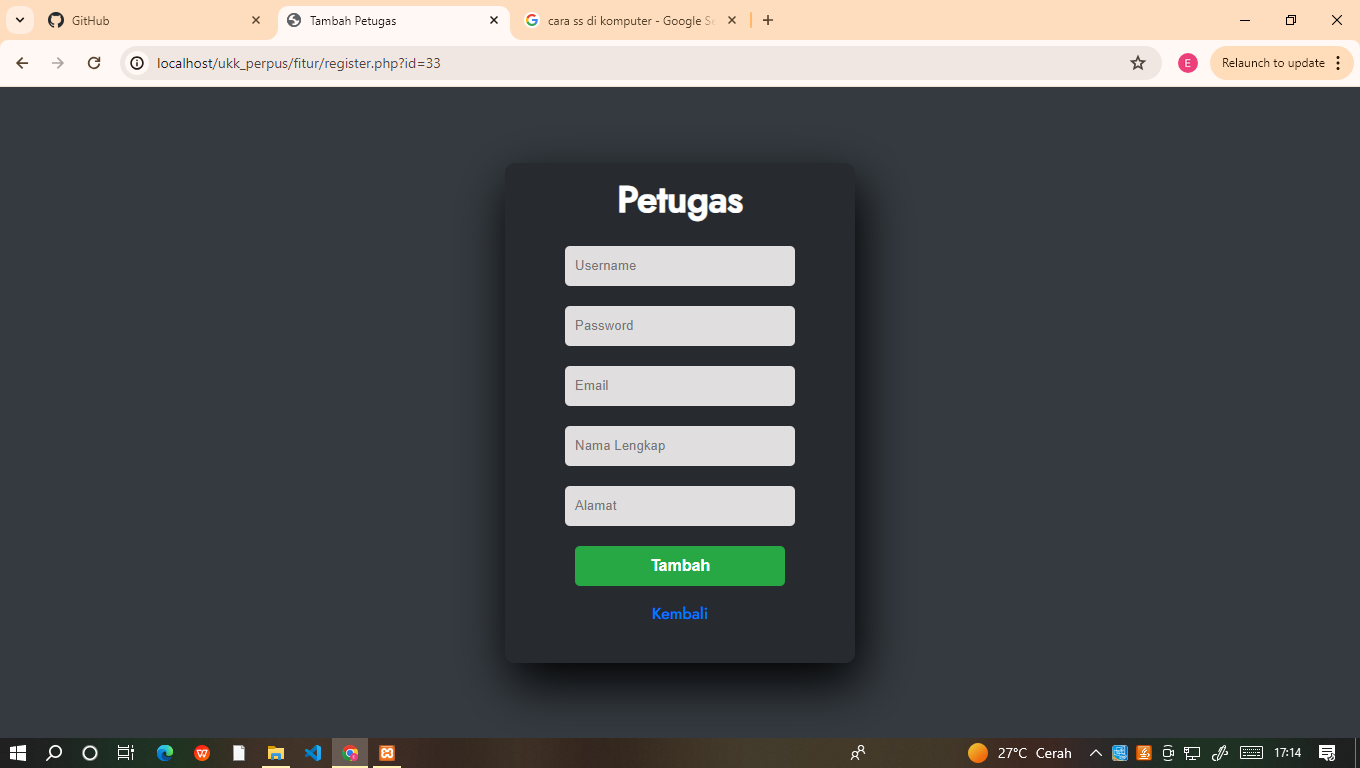 GitHub
Tambah Petugas
cara ss di komputer - Google Se
localhost/ukk_perpus/fitur/register.php?id=33
E
Relaunch to update
Petugas
Username
Password
Email
Nama Lengkap
Alamat
Tambah
Kembali
27°C Cerah
17:14